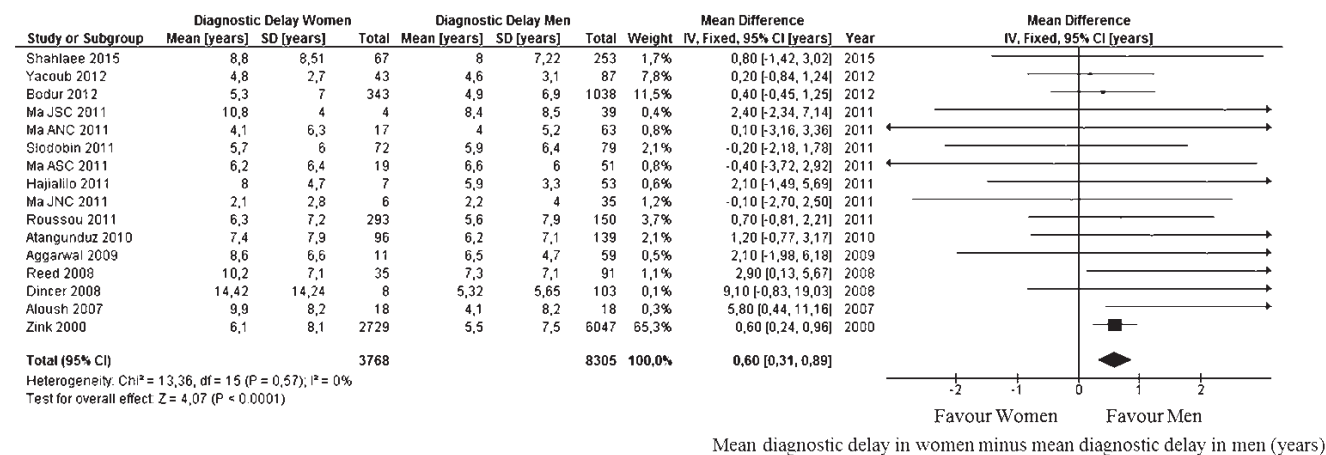 Diagnostic Delay Women Diagnostic Delay Men Mean Difference Mean Difference
Study or Subgroup Mean [years] SD [years] Total Mean [years] SD [years] Total Weight IV, Fixed, 95% CI [years] Year IV, Fixed, 95% CI [years]
Shahlaee 2015 8,8 8,51 67 8 7,22 253 1,7% 0,80 [-1,42, 3,02] 2015
Yacoub 2012 4,8 2,7 43 4,6 3,1 87 7,8% 0,20 [-0,84, 1,24] 2012
Bodur 2012 5,3 7 343 4,9 6,9 1038 11,5% 0,40 [-0,45, 1,25] 2012
Ma JSC 2011 10,8 4 4 8,4 8,5 39 0,4% 2,40 [-2,34, 7,14] 2011
Ma ANC 2011 4,1 6,3 17 4 5,2 63 0,8% 0,10 [-3,16, 3,36] 2011
Slodobin 2011 5,7 6 72 5,9 6,4 79 2,1% -0,20 [-2,18, 1,78] 2011
Ma ASC 2011 6,2 6,4 19 6,6 6 51 0,8% -0,40 [-3,72, 2,92] 2011
Hajialilo 2011 8 4,7 7 5,9 3,3 53 0,6% 2,10 [-1,49, 5,69] 2011
Ma JNC 2011 2,1 2,8 6 2,2 4 35 1,2% -0,10 [-2,70, 2,50] 2011
Roussou 2011 6,3 7,2 293 5,6 7,9 150 3,7% 0,70 [-0,81, 2,21] 2011
Atangunduz 2010 7,4 7,9 96 6,2 7,1 139 2,1% 1,20 [-0,77, 3,17] 2010
Aggarwal 2009 8,6 6,6 11 6,5 4,7 59 0,5% 2,10 [-1,98, 6,18] 2009
Reed 2008 10,2 7,1 35 7,3 7,1 91 1,1% 2,90 [0,13, 5,67] 2008
Dincer 2008 14,42 14,24 8 5,32 5,65 103 0,1% 9,10 [-0,83, 19,03] 2008
Aloush 2007 9,9 8,2 18 4,1 8,2 18 0,3% 5,80 [0,44, 11,16] 2007
Zink 2000 6,1 8,1 2729 5,5 7,5 6047 65,3% 0,60 [0,24, 0,96] 2000
Total (95% CI) 3768 8305 100,0% 0,60 [0,31, 0,89]
Heterogeneity: Chi² = 13,36, df = 15 (P = 0,57); I² = 0%
Test for overall effect: Z = 4,07 (P < 0.0001)
-2 -1 0 1 2
Favour Women Favour Men
Mean diagnostic delay in women minus mean diagnostic delay in men (years)